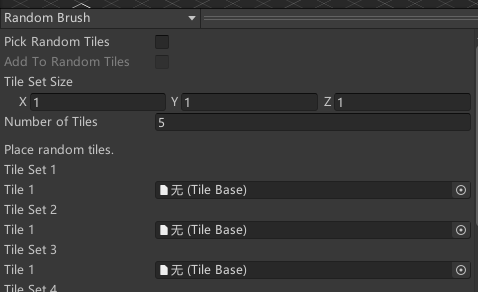 Random Brush
Pick Random Tiles
Add To Random Tiles
Tile Set Size
X 1 Y 1 Z 1
Number of Tiles 5
Place random tiles.
Tile Set 1
Tile 1 无 (Tile Base)
Tile Set 2
Tile 1 无 (Tile Base)
Tile Set 3
Tile 1 无 (Tile Base)
Tile Set 4